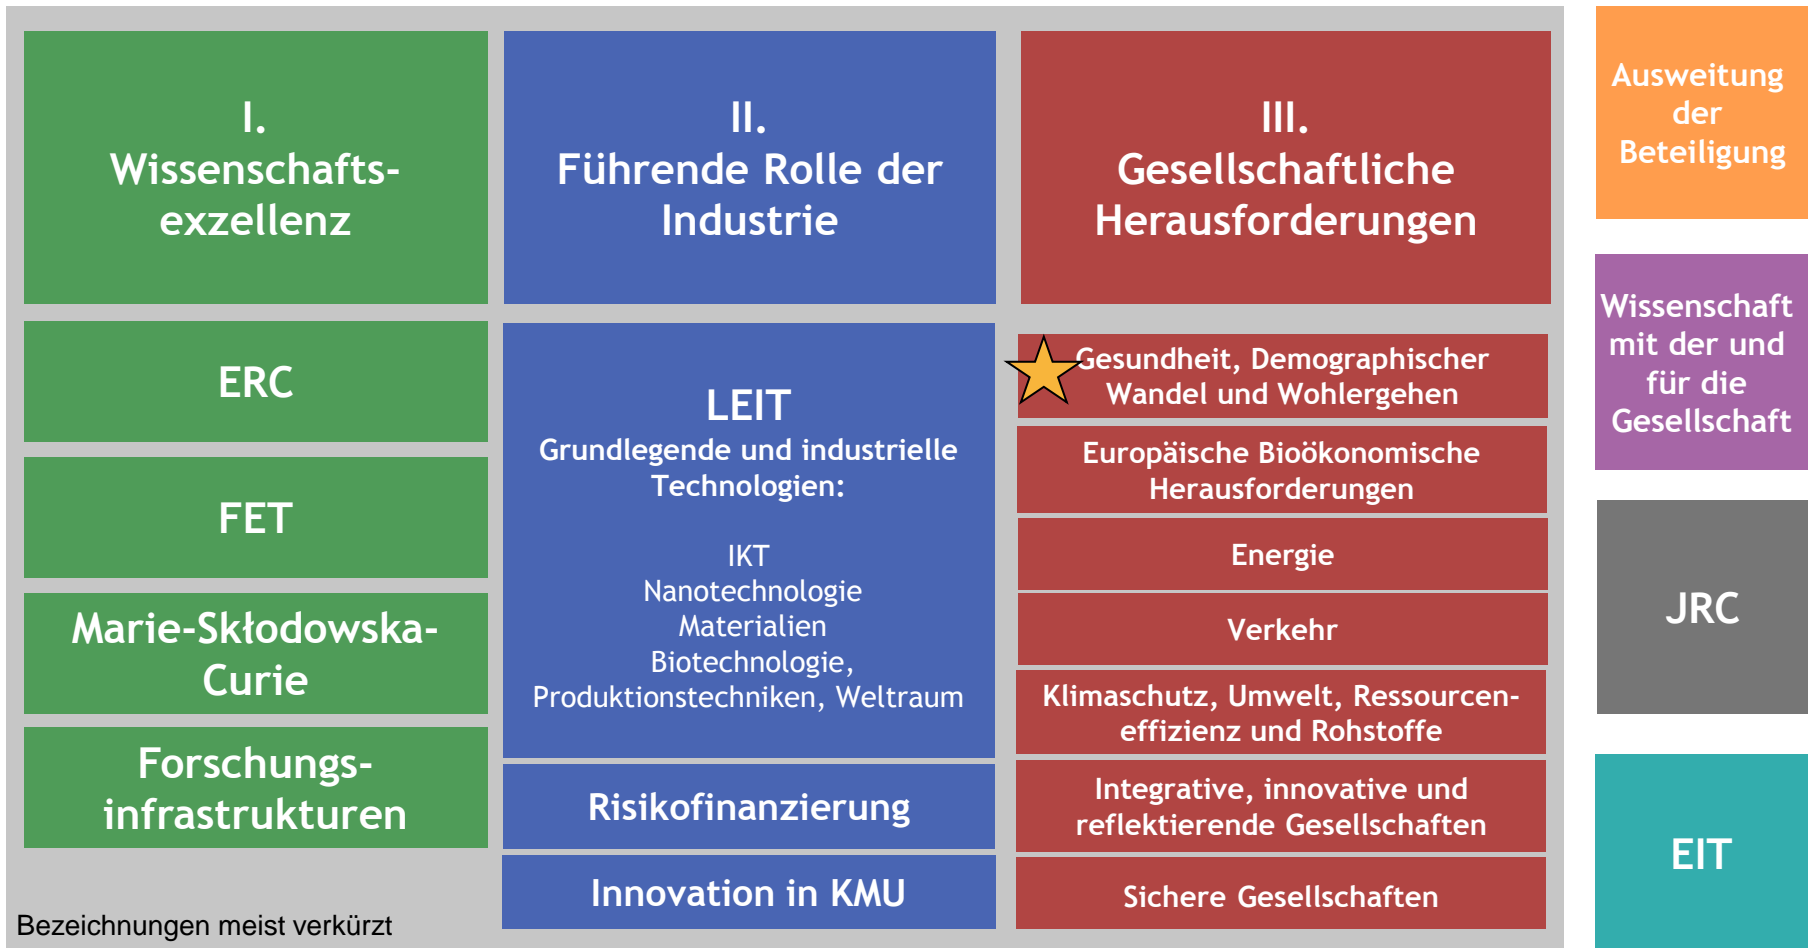 I.
Wissenschafts-
exzellenz
ERC
FET
Marie-Skłodowska-
Curie
Forschungs-
infrastrukturen
Bezeichnungen meist verkürzt
II.
Führende Rolle der
Industrie
LEIT
Grundlegende und industrielle
Technologien:
IKT
Nanotechnologie
Materialien
Biotechnologie,
Produktionstechniken, Weltraum
Risikofinanzierung
Innovation in KMU
III.
Gesellschaftliche
Herausforderungen
Gesundheit, Demographischer
Wandel und Wohlergehen
Europäische Bioökonomische
Herausforderungen
Energie
Verkehr
Klimaschutz, Umwelt, Ressourcen-
effizienz und Rohstoffe
Integrative, innovative und
reflektierende Gesellschaften
Sichere Gesellschaften
Ausweitung
der
Beteiligung
Wissenschaft
mit der und
für die
Gesellschaft
JRC
EIT